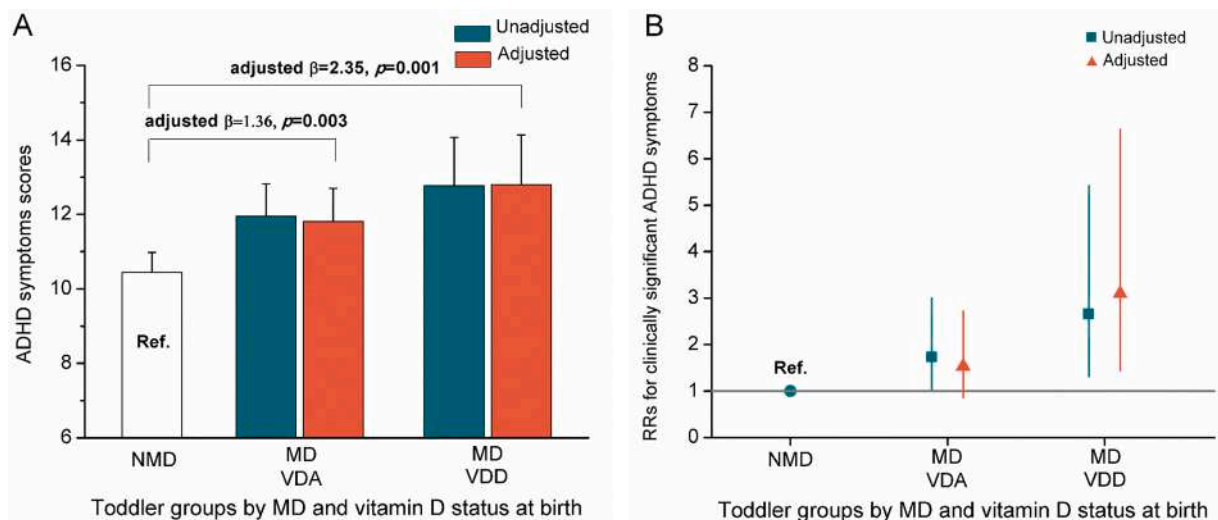 A
Unadjusted
Adjusted
16
14
12
10
8
6
ADHD symptoms scores
adjusted β=2.35, p=0.001
adjusted β=1.36, p=0.003
Ref.
NMD
MD
VDA
MD
VDD
Toddler groups by MD and vitamin D status at birth
B
Unadjusted
Adjusted
8
7
6
5
4
3
2
1
0
RRs for clinically significant ADHD symptoms
Ref.
NMD
MD
VDA
MD
VDD
Toddler groups by MD and vitamin D status at birth